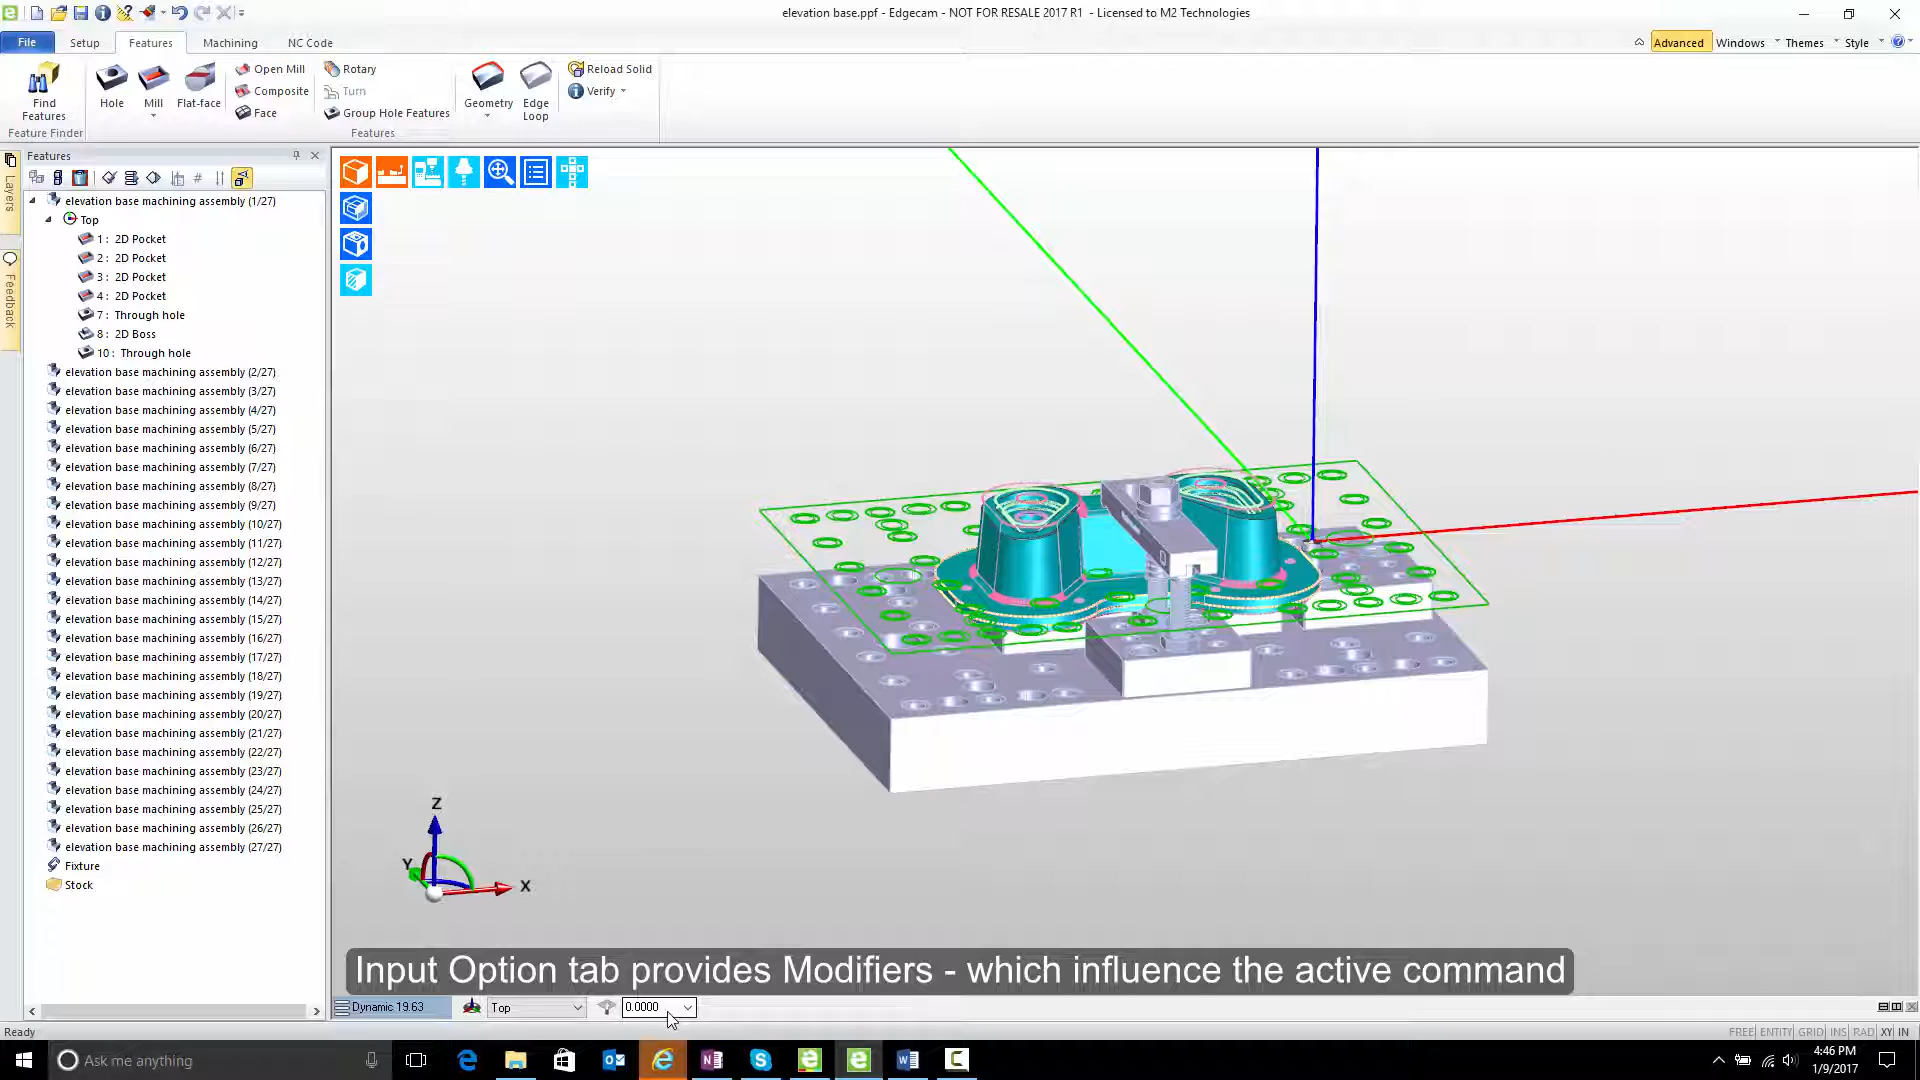 elevation base.ppf - Edgecam - NOT FOR RESALE 2017 R1 - Licensed to M2 Technologies
File Setup Features Machining NC Code Advanced Windows Themes Style
Find Features
Hole
Mill
Flat-face
Open Mill
Composite
Face
Rotary
Turn
Group Hole Features
Geometry
Edge Loop
Reload Solid
Verify
Feature Finder
Features
Layers
Feedback
Features
elevation base machining assembly (1/27)
Top
1 : 2D Pocket
2 : 2D Pocket
3 : 2D Pocket
4 : 2D Pocket
7 : Through hole
8 : 2D Boss
10 : Through hole
elevation base machining assembly (2/27)
elevation base machining assembly (3/27)
elevation base machining assembly (4/27)
elevation base machining assembly (5/27)
elevation base machining assembly (6/27)
elevation base machining assembly (7/27)
elevation base machining assembly (8/27)
elevation base machining assembly (9/27)
elevation base machining assembly (10/27)
elevation base machining assembly (11/27)
elevation base machining assembly (12/27)
elevation base machining assembly (13/27)
elevation base machining assembly (14/27)
elevation base machining assembly (15/27)
elevation base machining assembly (16/27)
elevation base machining assembly (17/27)
elevation base machining assembly (18/27)
elevation base machining assembly (19/27)
elevation base machining assembly (20/27)
elevation base machining assembly (21/27)
elevation base machining assembly (22/27)
elevation base machining assembly (23/27)
elevation base machining assembly (24/27)
elevation base machining assembly (25/27)
elevation base machining assembly (26/27)
elevation base machining assembly (27/27)
Fixture
Stock
Z
Y
X
Input Option tab provides Modifiers - which influence the active command
Dynamic 19.63 Top 0.0000
Ready
FREE ENTITY GRID INS RAD XY IN
Ask me anything
4:46 PM
1/9/2017